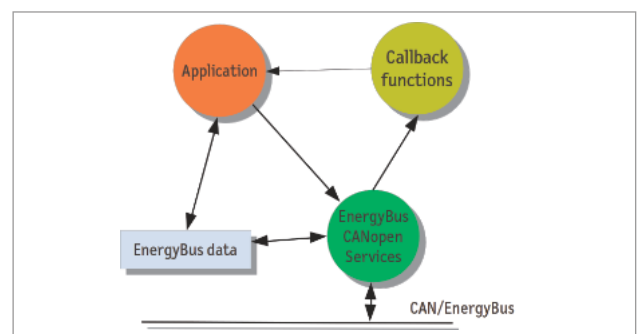 Application
Callback
functions
EnergyBus
CANopen
Services
EnergyBus data
CAN/EnergyBus